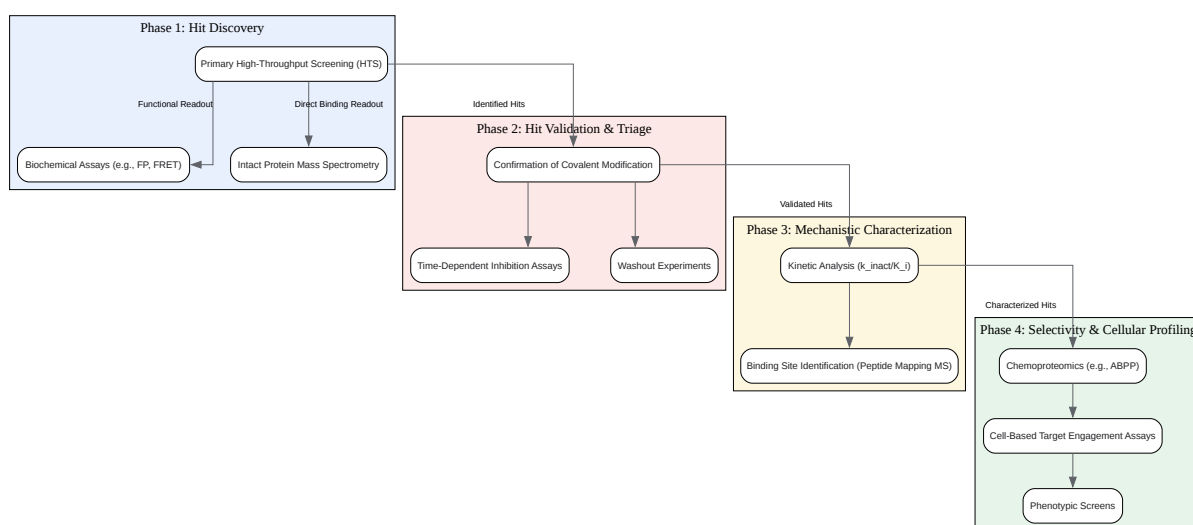 Phase 1: Hit Discovery
Primary High-Throughput Screening (HTS)
Functional Readout
Direct Binding Readout
Biochemical Assays (e.g., FP, FRET)
Intact Protein Mass Spectrometry
Identified Hits
Phase 2: Hit Validation & Triage
Confirmation of Covalent Modification
Time-Dependent Inhibition Assays
Washout Experiments
Validated Hits
Phase 3: Mechanistic Characterization
Kinetic Analysis (k_inact/K_i)
Binding Site Identification (Peptide Mapping MS)
Characterized Hits
Phase 4: Selectivity & Cellular Profiling
Chemoproteomics (e.g., ABPP)
Cell-Based Target Engagement Assays
Phenotypic Screens